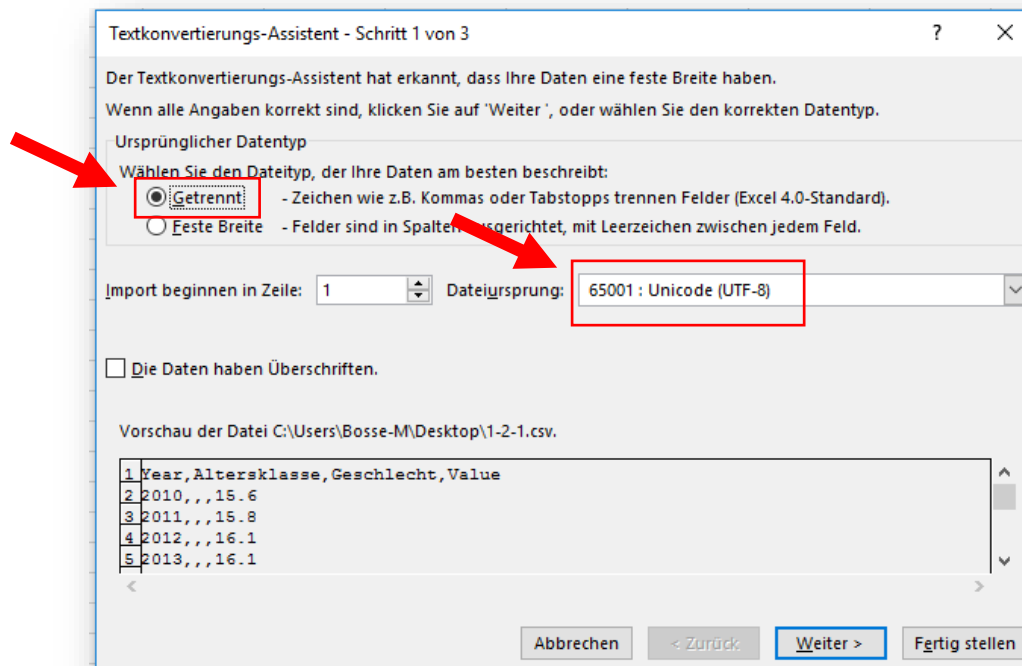 Textkonvertierungs-Assistent - Schritt 1 von 3 ?
Der Textkonvertierungs-Assistent hat erkannt, dass Ihre Daten eine feste Breite haben.
Wenn alle Angaben korrekt sind, klicken Sie auf 'Weiter ', oder wählen Sie den korrekten Datentyp.
Ursprünglicher Datentyp
Wählen Sie den Dateityp, der Ihre Daten am besten beschreibt:
Getrennt - Zeichen wie z.B. Kommas oder Tabstopps trennen Felder (Excel 4.0-Standard).
Feste Breite - Felder sind in Spalten ausgerichtet, mit Leerzeichen zwischen jedem Feld.
Import beginnen in Zeile: 1 Dateiursprung: 65001 : Unicode (UTF-8)
Die Daten haben Überschriften.
Vorschau der Datei C:\Users\Bosse-M\Desktop\1-2-1.csv.
1 Year,Altersklasse,Geschlecht,Value
2 2010,,,15.6
3 2011,,,15.8
4 2012,,,16.1
5 2013,,,16.1
Abbrechen < Zurück Weiter > Fertig stellen